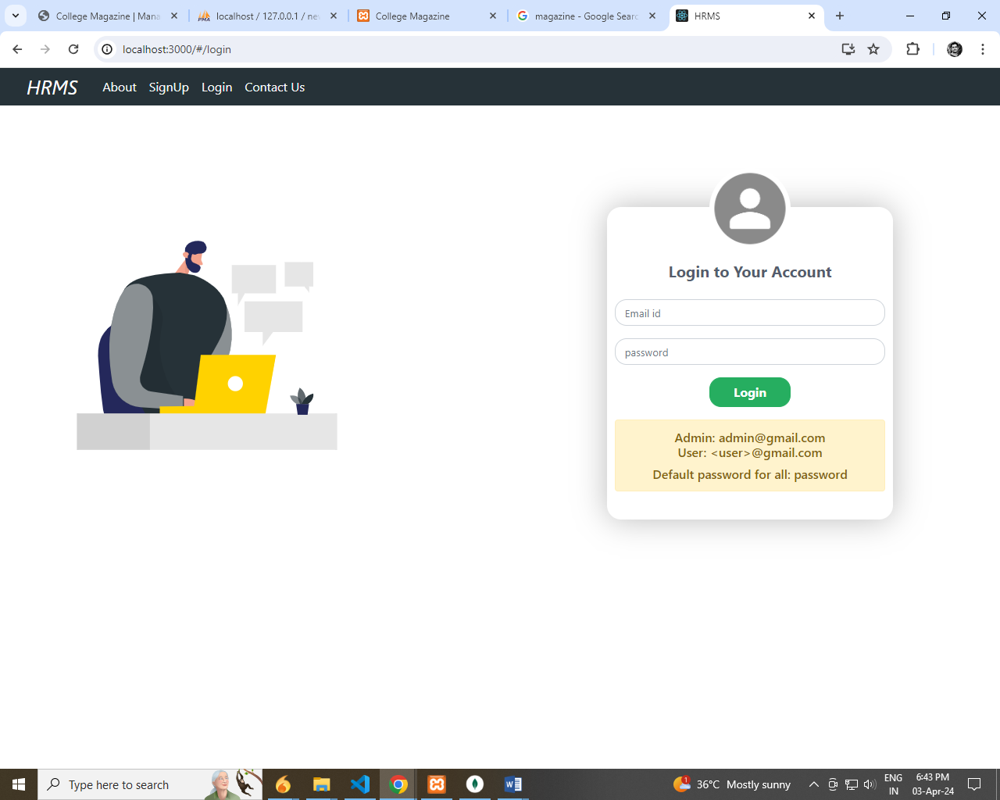 College Magazine | Mana
localhost / 127.0.0.1 / ne
College Magazine
magazine - Google Searc
HRMS
localhost:3000/#/login
HRMS
About
SignUp
Login
Contact Us
Login to Your Account
Email id
password
Login
Admin: admin@gmail.com
User: <user>@gmail.com
Default password for all: password
Type here to search
1
36°C Mostly sunny
ENG
IN
6:43 PM
03-Apr-24